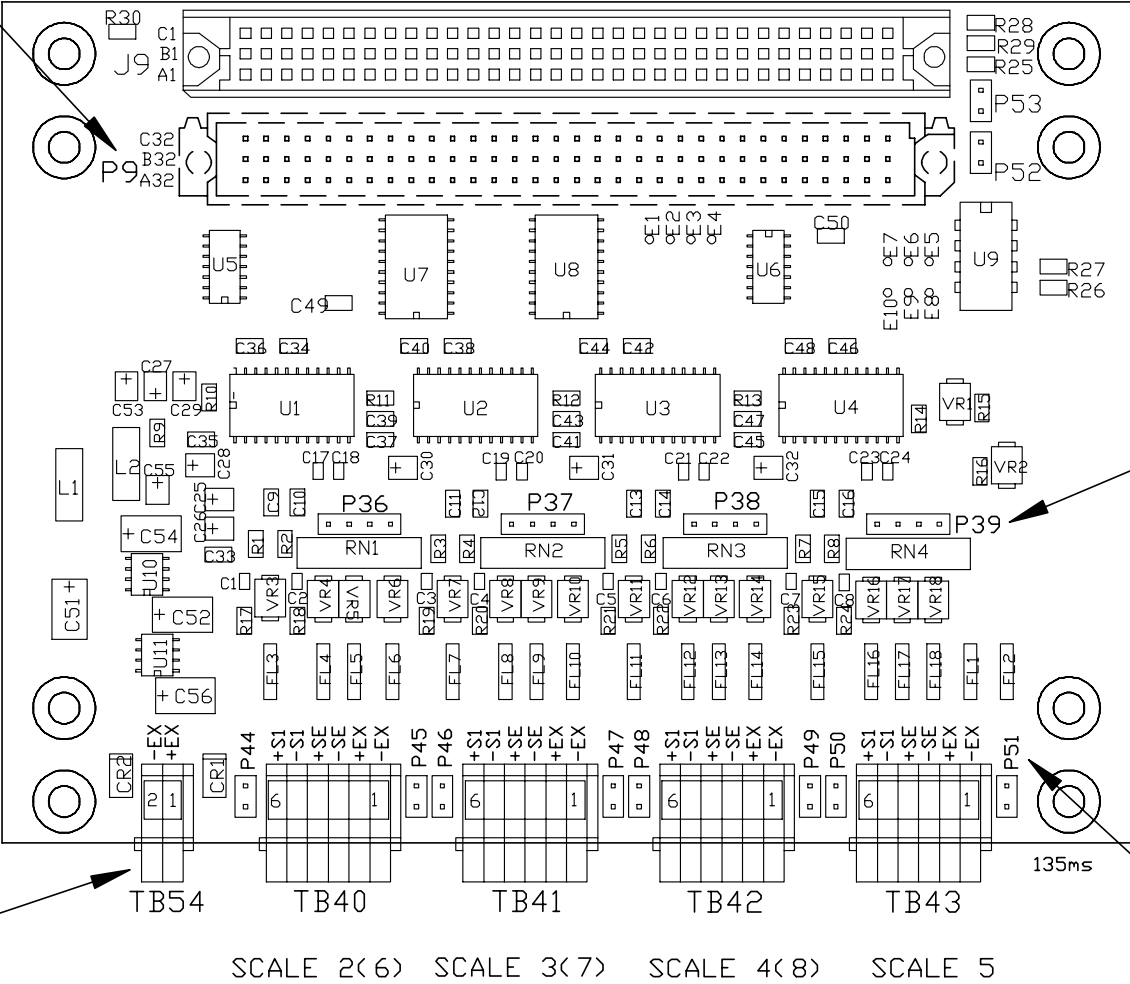 R30
C1
B1
A1
J9
R28
R29
R25
P53
C32
B32
A32
P9
P52
E1
E2
E3
E4
C50
U5
U7
U8
U6
E7
E6
E5
U9
R27
R26
C49
E10
E9
E8
C36 C34 C40 C38 C44 C42 C48 C46
C27
C53
C29
R10
U1
R11
C39
C37
U2
R12
C43
C41
U3
R13
C47
C45
U4
R14
VR1
R15
R9
C35
C28
L2
L1
C55
C17 C18
C30
C19 C20
C31
C21 C22
C32
C23 C24
R16
VR2
C25
C26
C9
C10
P36
C11
C12
P37
C13
C14
P38
C15
C16
P39
C54
C33
R1
R2
RN1
R3
R4
RN2
R5
R6
RN3
R7
R8
RN4
U10
C1
VR3
C2
VR4
VR5
VR6
C3
VR7
C4
VR8
VR9
VR10
C5
VR11
C6
VR12
VR13
VR14
C7
VR15
C8
VR16
VR17
VR18
C51
C52
R17
R18
R19
R20
R21
R22
R23
R24
U11
C56
FL3
FL4
FL5
FL6
FL7
FL8
FL9
FL10
FL11
FL12
FL13
FL14
FL15
FL16
FL17
FL18
FL1
FL2
CR2
-EX
+EX
CR1
P44
+S1
-S1
+SE
-SE
+EX
-EX
P45
P46
+S1
-S1
+SE
-SE
+EX
-EX
P47
P48
+S1
-S1
+SE
-SE
+EX
-EX
P49
P50
+S1
-S1
+SE
-SE
+EX
-EX
P51
2 1
6 1
6 1
6 1
6 1
135ms
TB54 TB40 TB41 TB42 TB43
SCALE 2(6) SCALE 3(7) SCALE 4(8) SCALE 5